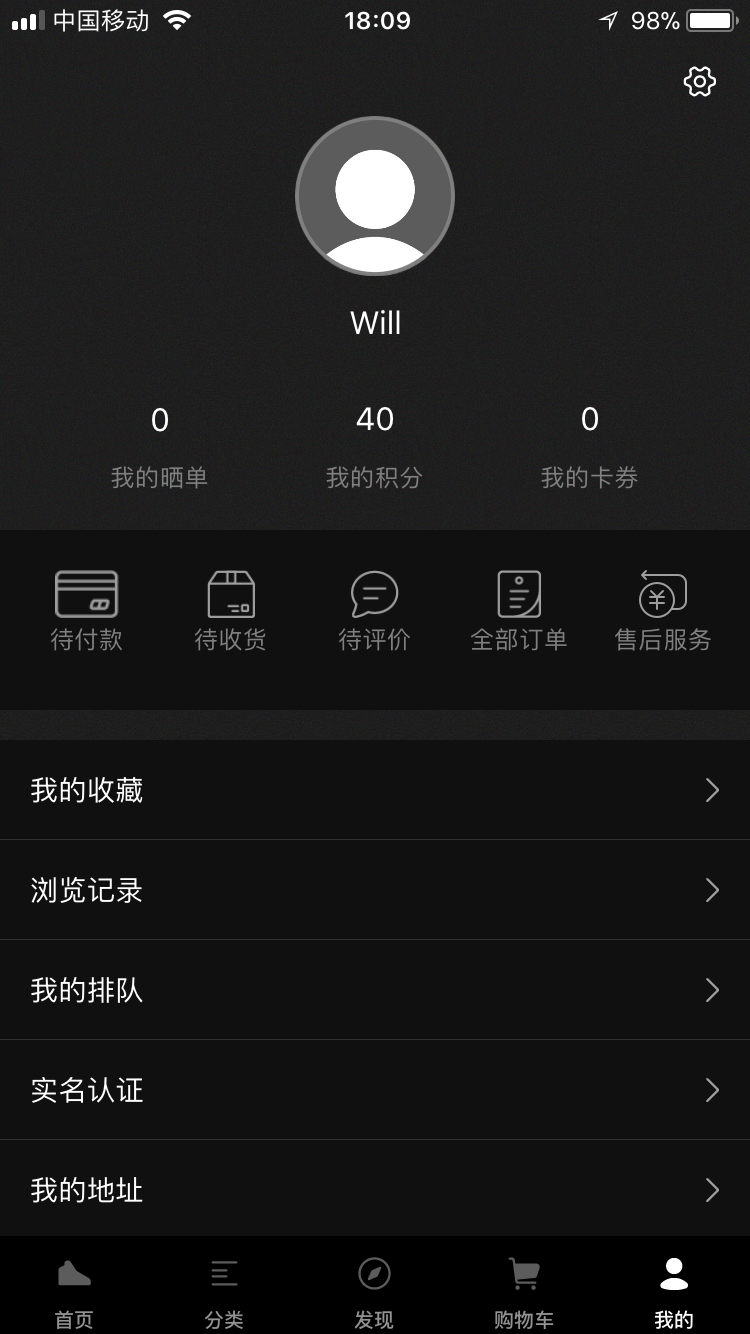 中国移动 18:09 98%
Will
0 40 0
我的晒单 我的积分 我的卡券
待付款 待收货 待评价 全部订单 售后服务
我的收藏
浏览记录
我的排队
实名认证
我的地址
首页 分类 发现 购物车 我的